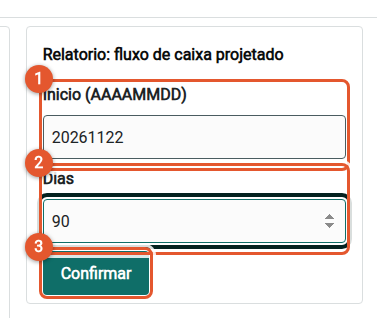 Relatorio: fluxo de caixa projetado
1
Inicio (AAAAMMDD)
20261122
2
Dias
90
3
Confirmar